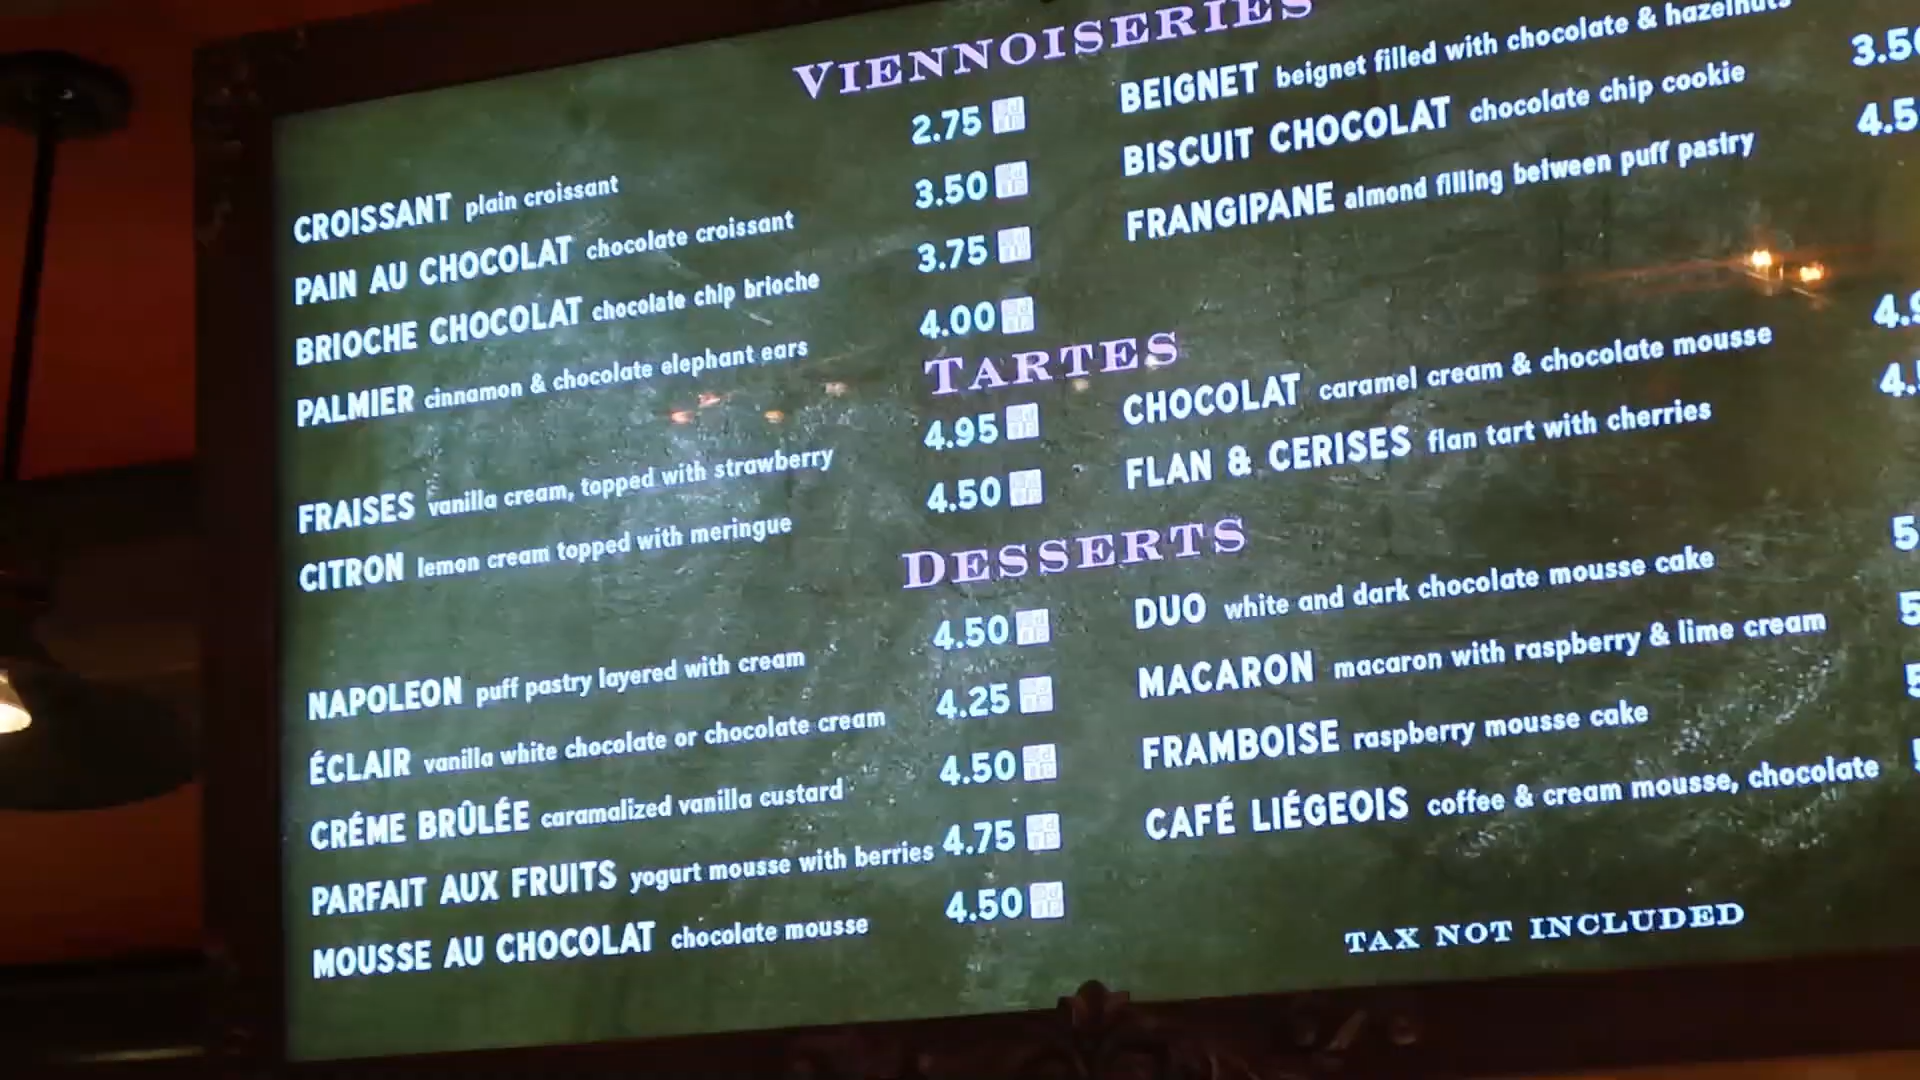 VIENNOISERIES
CROISSANT plain croissant 2.75
PAIN AU CHOCOLAT chocolate croissant 3.50
BRIOCHE CHOCOLAT chocolate chip brioche 3.75
PALMIER cinnamon & chocolate elephant ears 4.00
BEIGNET beignet filled with chocolate & hazelnuts
BISCUIT CHOCOLAT chocolate chip cookie
FRANGIPANE almond filling between puff pastry
TARTES
FRAISES vanilla cream, topped with strawberry 4.95
CITRON lemon cream topped with meringue 4.50
CHOCOLAT caramel cream & chocolate mousse
FLAN & CERISES flan tart with cherries
DESSERTS
NAPOLEON puff pastry layered with cream 4.50
ÉCLAIR vanilla white chocolate or chocolate cream 4.25
CRÉME BRÛLÉE caramalized vanilla custard 4.50
PARFAIT AUX FRUITS yogurt mousse with berries 4.75
MOUSSE AU CHOCOLAT chocolate mousse 4.50
DUO white and dark chocolate mousse cake
MACARON macaron with raspberry & lime cream
FRAMBOISE raspberry mousse cake
CAFÉ LIÉGEOIS coffee & cream mousse, chocolate
TAX NOT INCLUDED